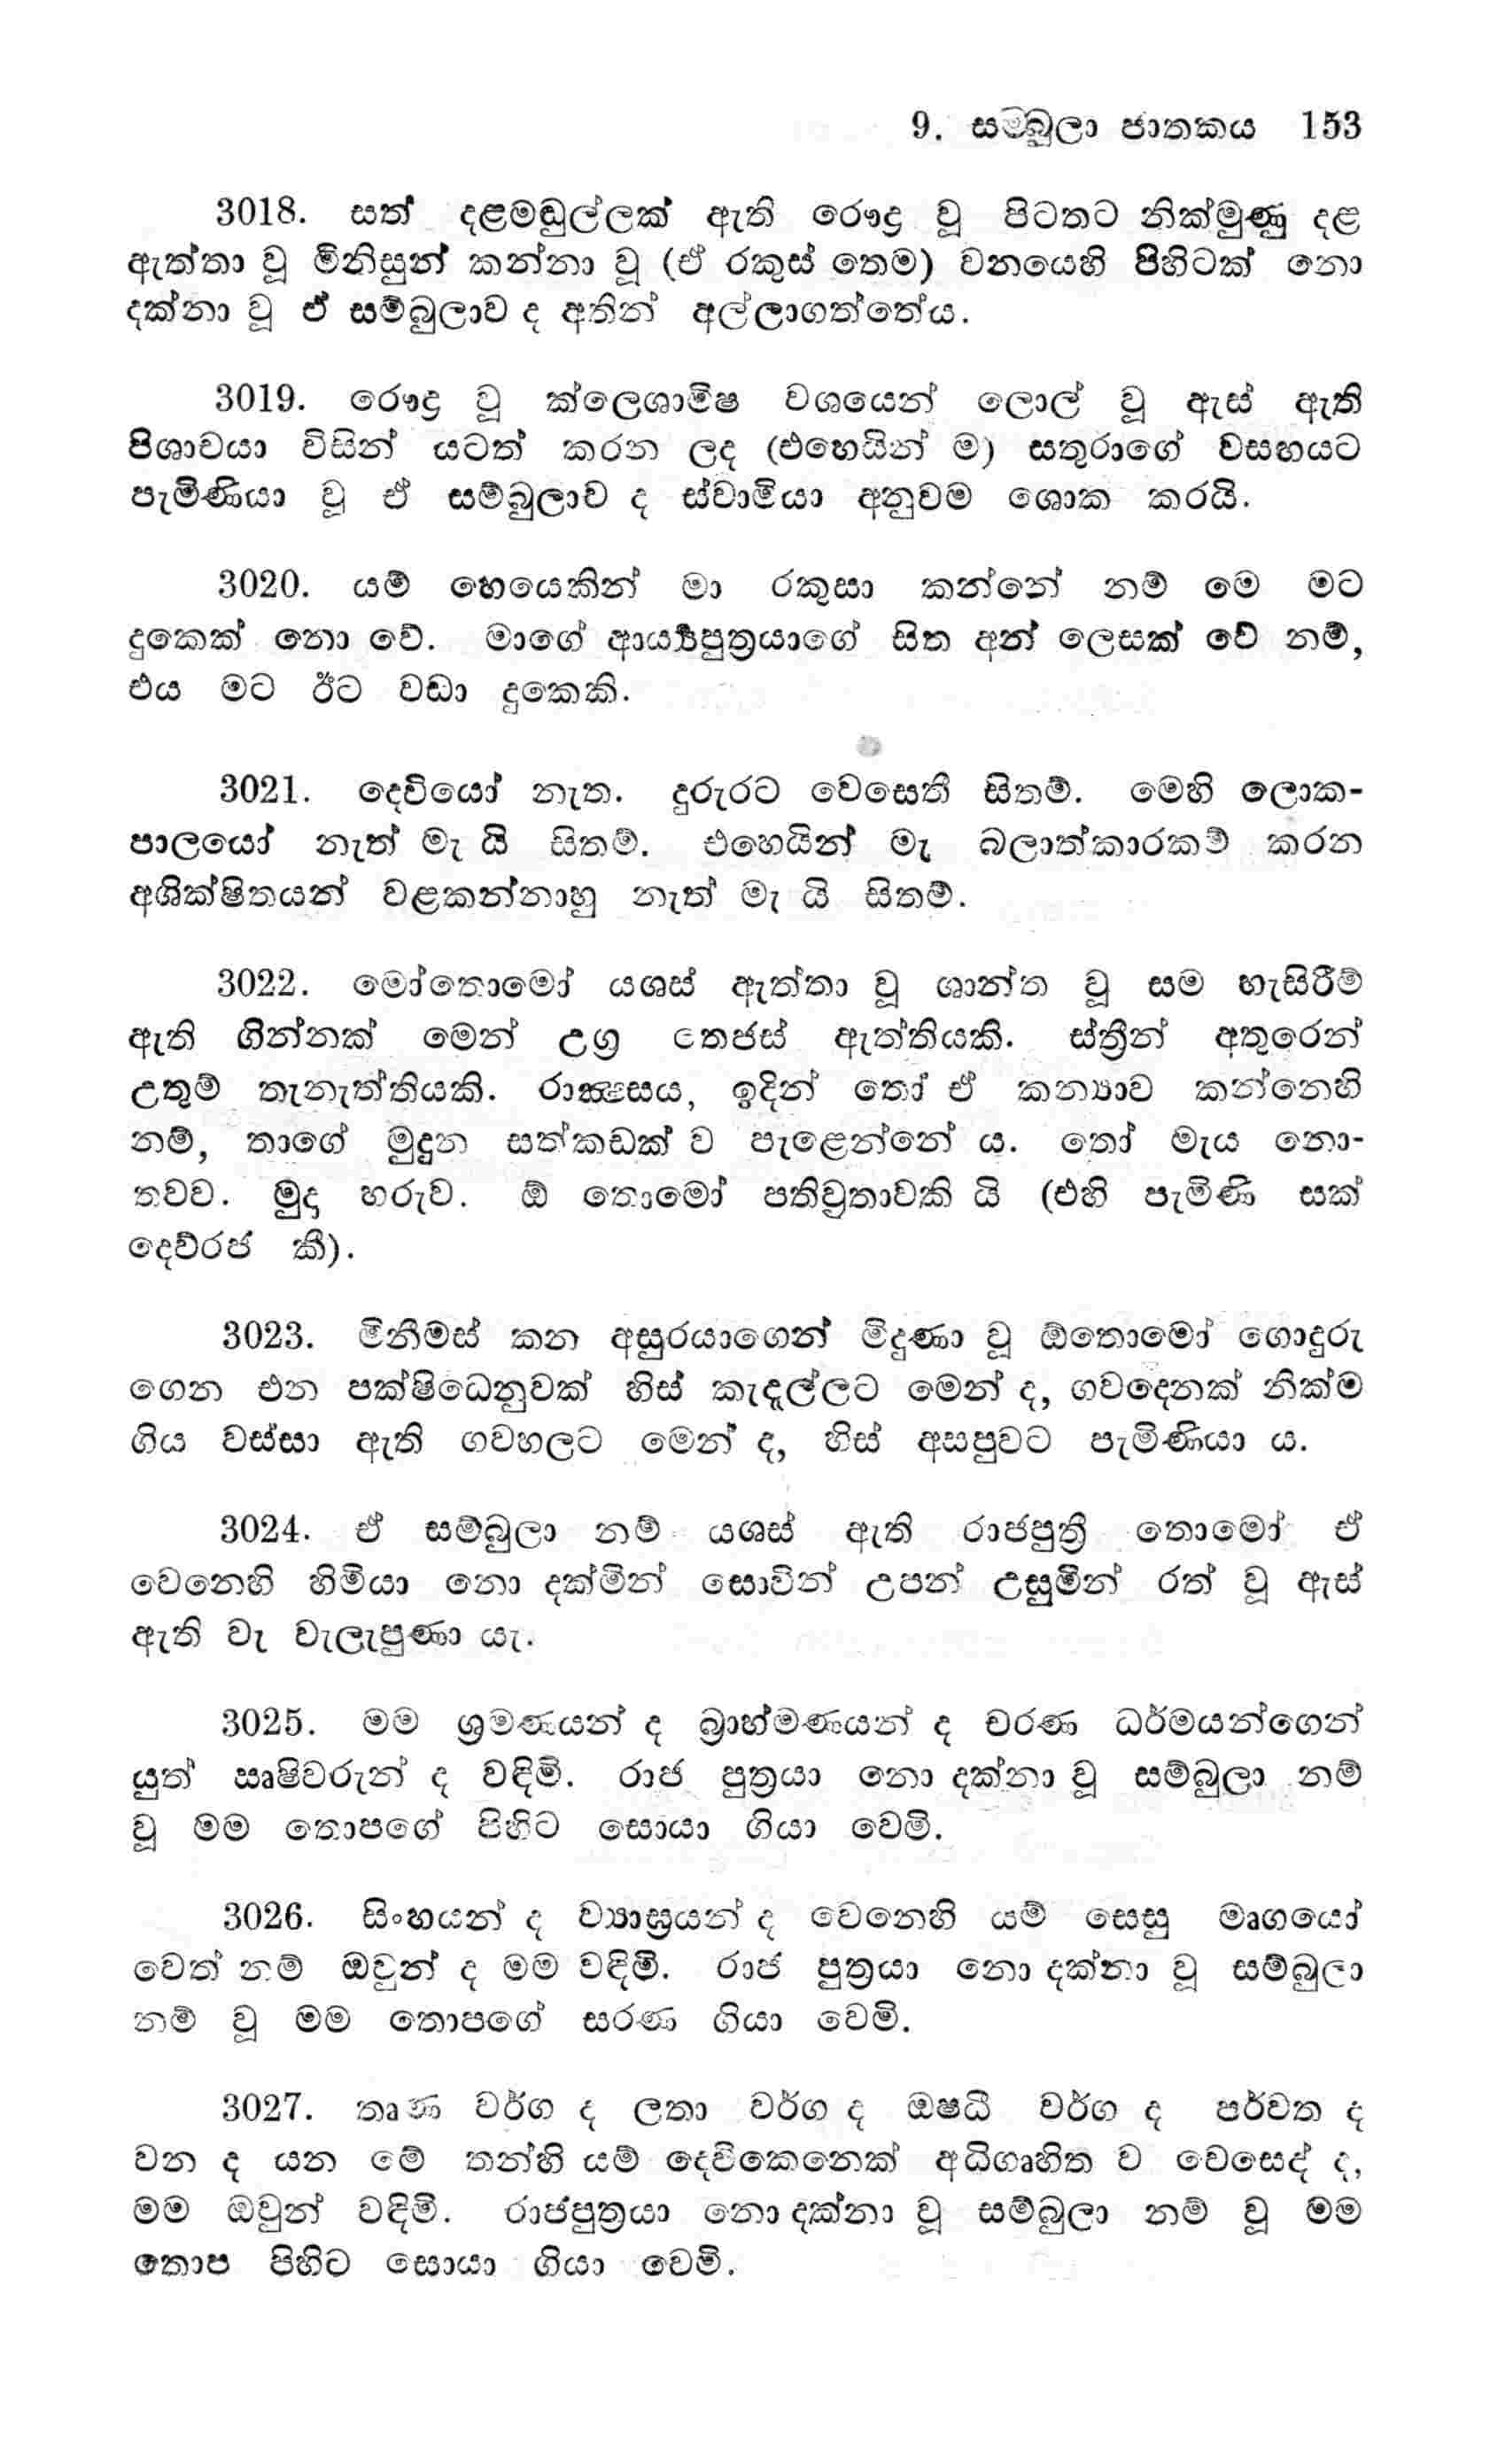 9. සම්බුලා ජාතකය 153
3018. සත් දළමඬුල්ලක් ඇති රෞද්‍ර වූ පිටතට නික්මුණු දළ
ඇත්තා වූ මිනිසුන් කන්නා වූ (ඒ රකුස් තෙම) වනයෙහි පිහිටක් නො
දක්නා වූ ඒ සම්බුලාව ද අතින් අල්ලාගත්තේය.
3019. රෞද්‍ර වූ ක්ලෙශාමිෂ වශයෙන් ලොල් වූ ඇස් ඇති
පිශාචයා විසින් යටත් කරන ලද (එහෙයින් ම) සතුරාගේ වසඟයට
පැමිණියා වූ ඒ සම්බුලාව ද ස්වාමියා අනුවම ශොක කරයි.
3020. යම් හෙයෙකින් මා රකුසා කන්නේ නම් මෙ මට
දුකෙක් නො වේ. මාගේ ආර්‍ය්‍යපුත්‍රයාගේ සිත අන් ලෙසක් වේ නම්,
එය මට ඊට වඩා දුකෙකි.
3021. දෙවියෝ නැත. දුරුරට වෙසෙතී සිතම්. මෙහි ලොක-
පාලයෝ නැත් මැ යි සිතම්. එහෙයින් මැ බලාත්කාරකම් කරන
අශික්ෂිතයන් වළකන්නාහු නැත් මැ යි සිතම්.
3022. මෝතොමෝ යශස් ඇත්තා වූ ශාන්ත වූ සම හැසිරීම්
ඇති ගින්නක් මෙන් උග්‍ර තෙජස් ඇත්තියකි. ස්ත්‍රීන් අතුරෙන්
උතුම් තැනැත්තියකි. රාක්‍ෂසය, ඉදින් තෝ ඒ කන්‍යාව කන්නෙහි
නම්, තාගේ මුදුන සත්කඩක් ව පැළෙන්නේ ය. තෝ මැය නො-
තවව. මුදා හරුව. ඕ තොමෝ පතිව්‍රතාවකි යි (එහි පැමිණි සක්
දෙව්රජ කී).
3023. මිනීමස් කන අසුරයාගෙන් මිදුණා වූ ඕතොමෝ ගොදුරු
ගෙන එන පක්ෂිධෙනුවක් හිස් කැදැල්ලට මෙන් ද, ගවදෙනක් නික්ම
ගිය වස්සා ඇති ගවහලට මෙන් ද, හිස් අසපුවට පැමිණියා ය.
3024. ඒ සම්බුලා නම් යශස් ඇති රාජපුත්‍රී තොමෝ ඒ
වෙනෙහි හිමියා නො දක්මින් සොවින් උපන් උසුමින් රත් වූ ඇස්
ඇති වැ වැලැපුණා යැ.
3025. මම ශ්‍රමණයන් ද බ්‍රාහ්මණයන් ද චරණ ධර්මයන්ගෙන්
යුත් ඍෂිවරුන් ද වඳිමි. රාජ පුත්‍රයා නො දක්නා වූ සම්බුලා නම්
වූ මම තොපගේ පිහිට සොයා ගියා වෙමි.
3026. සිංහයන් ද ව්‍යාඝ්‍රයන් ද වෙනෙහි යම් සෙසු මෘගයෝ
වෙත් නම් ඔවුන් ද මම වඳිමි. රාජ පුත්‍රයා නො දක්නා වූ සම්බුලා
නම් වූ මම තොපගේ සරණ ගියා වෙමි.
3027. තෘණ වර්ග ද ලතා වර්ග ද ඔෂධී වර්ග ද පර්වත ද
වන ද යන මේ තන්හි යම් දෙවිකෙනෙක් අධිගෘහිත ව වෙසෙද් ද,
මම ඔවුන් වඳිමි. රාජපුත්‍රයා නො දක්නා වූ සම්බුලා නම් වූ මම
තොප පිහිට සොයා ගියා වෙමි.